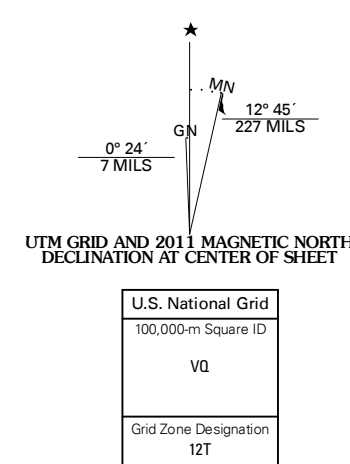 MN
12° 45´
227 MILS
GN
0° 24´
7 MILS
UTM GRID AND 2011 MAGNETIC NORTH
DECLINATION AT CENTER OF SHEET
U.S. National Grid
100,000-m Square ID
VQ
Grid Zone Designation
12T